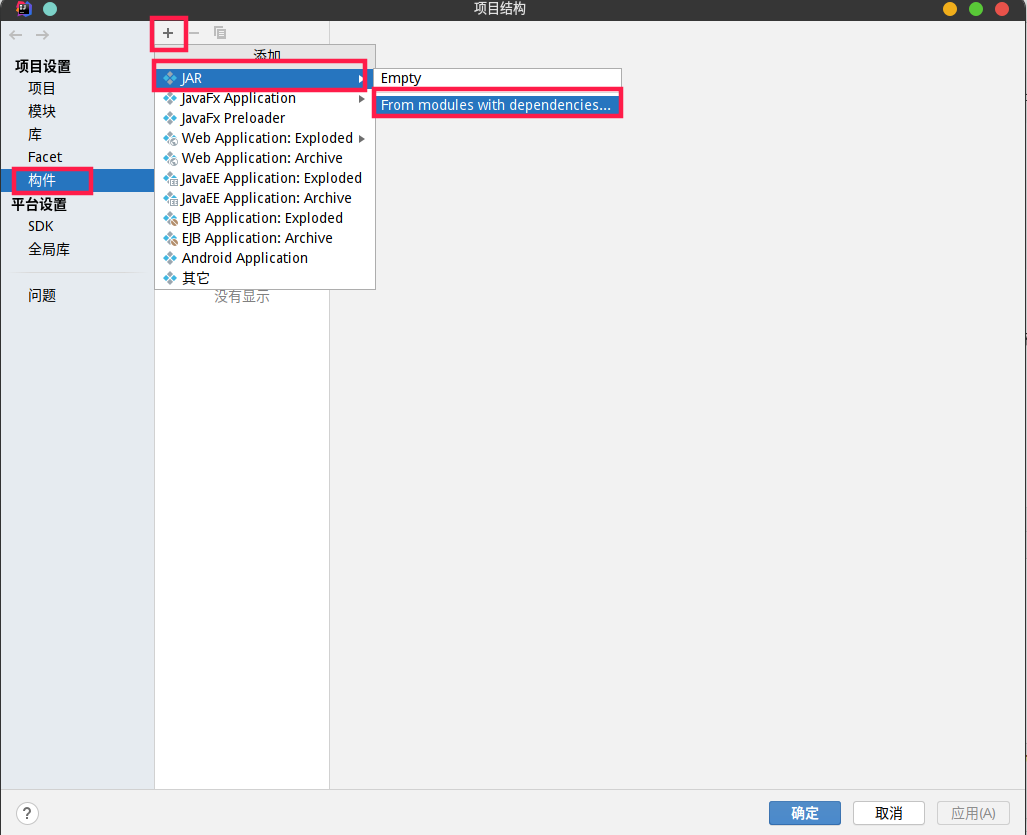 项目结构
添加
项目设置
项目
模块
库
Facet
构件
平台设置
SDK
全局库
问题
JAR
JavaFx Application
JavaFx Preloader
Web Application: Exploded
Web Application: Archive
JavaEE Application: Exploded
JavaEE Application: Archive
EJB Application: Exploded
EJB Application: Archive
Android Application
其它
没有显示
Empty
From modules with dependencies...
?
确定
取消
应用(A)